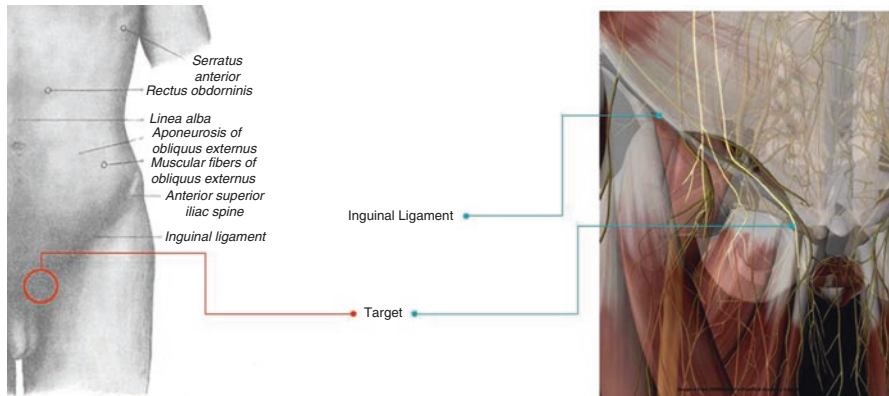 Serratus
anterior
Rectus obdorninis
Linea alba
Aponeurosis of
obliquus externus
Muscular fibers of
obliquus externus
Anterior superior
iliac spine
Inguinal ligament
Inguinal Ligament
Target